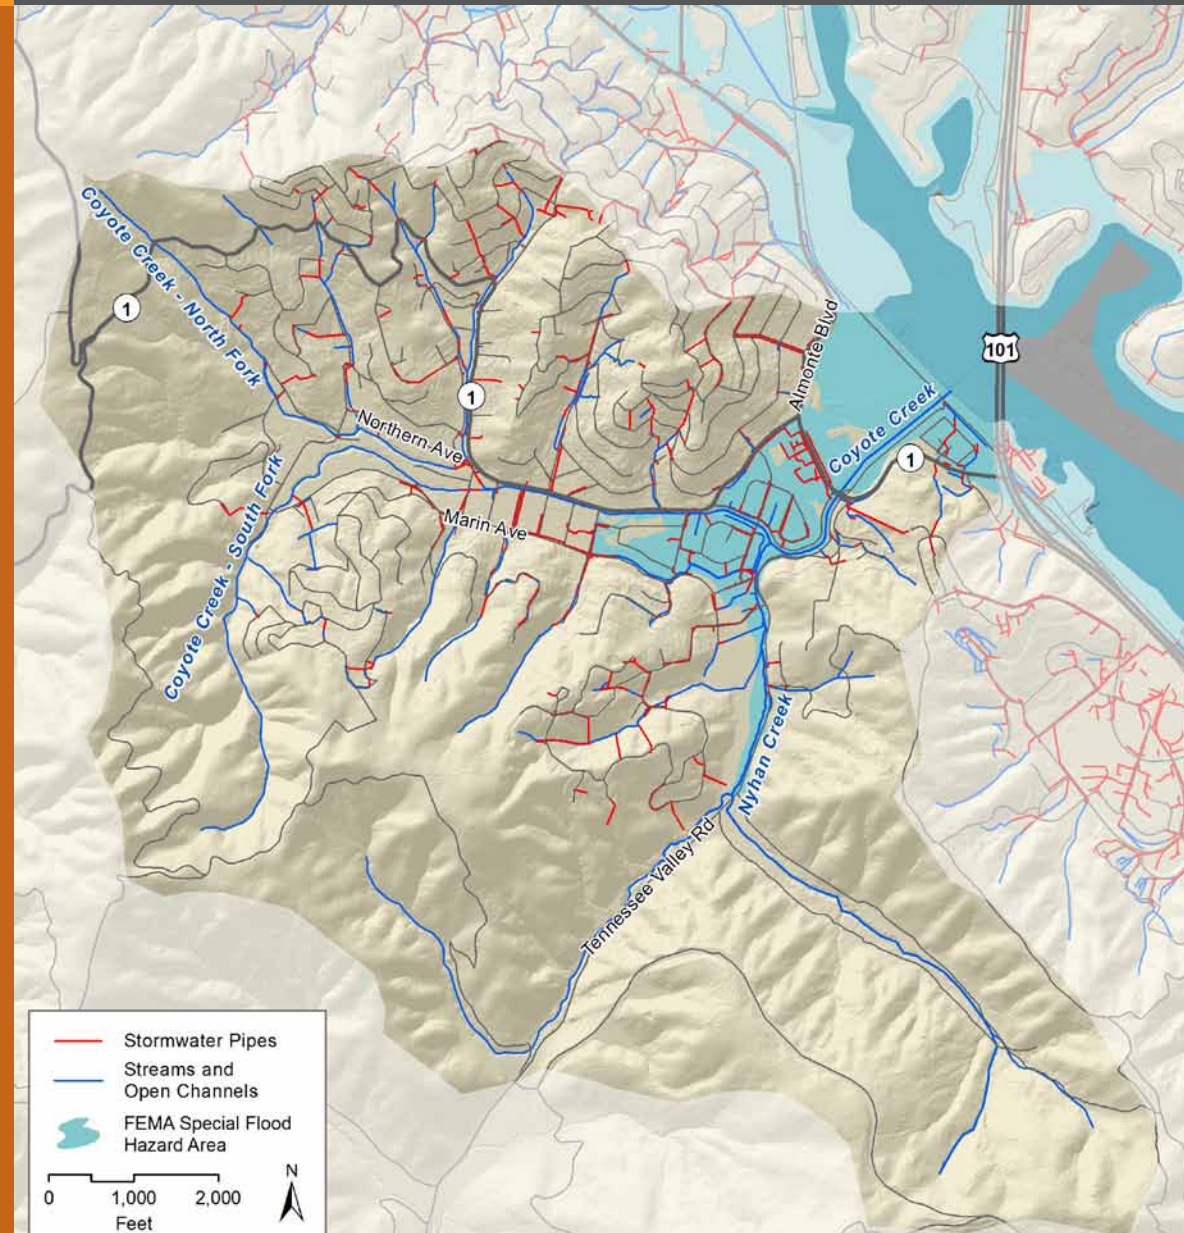 Coyote Creek - North Fork
1
Almonte Blvd
101
1
Coyote Creek
Northern Ave
1
Coyote Creek - South Fork
Marin Ave
Nyhan Creek
Tennessee Valley Rd
Stormwater Pipes
Streams and
Open Channels
FEMA Special Flood
Hazard Area
N
0 1,000 2,000
Feet